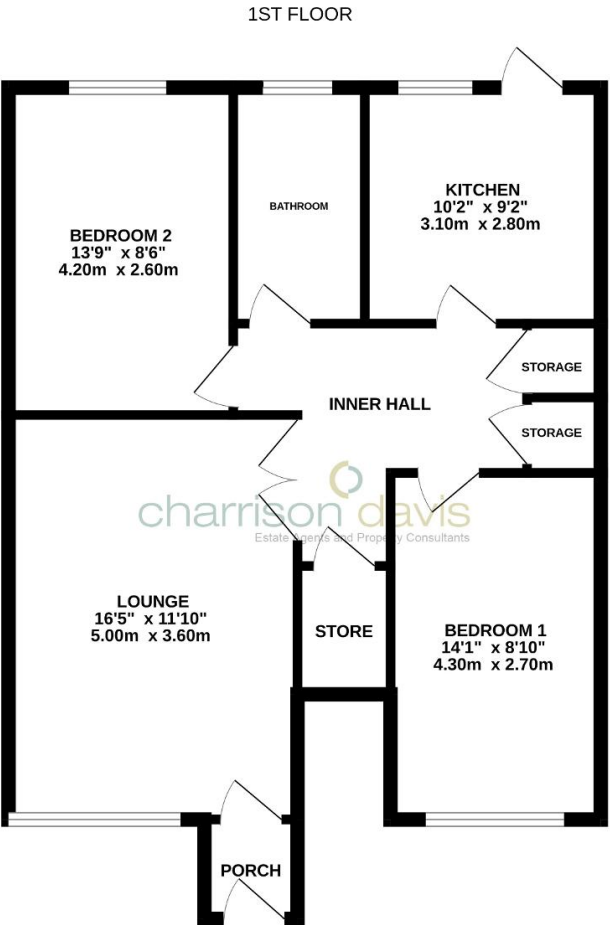 1ST FLOOR
KITCHEN
10'2" x 9'2"
3.10m x 2.80m
BATHROOM
BEDROOM 2
13'9" x 8'6"
4.20m x 2.60m
STORAGE
INNER HALL
STORAGE
charrison davis
Estate Agents and Property Consultants
LOUNGE
16'5" x 11'10"
5.00m x 3.60m
STORE
BEDROOM 1
14'1" x 8'10"
4.30m x 2.70m
PORCH